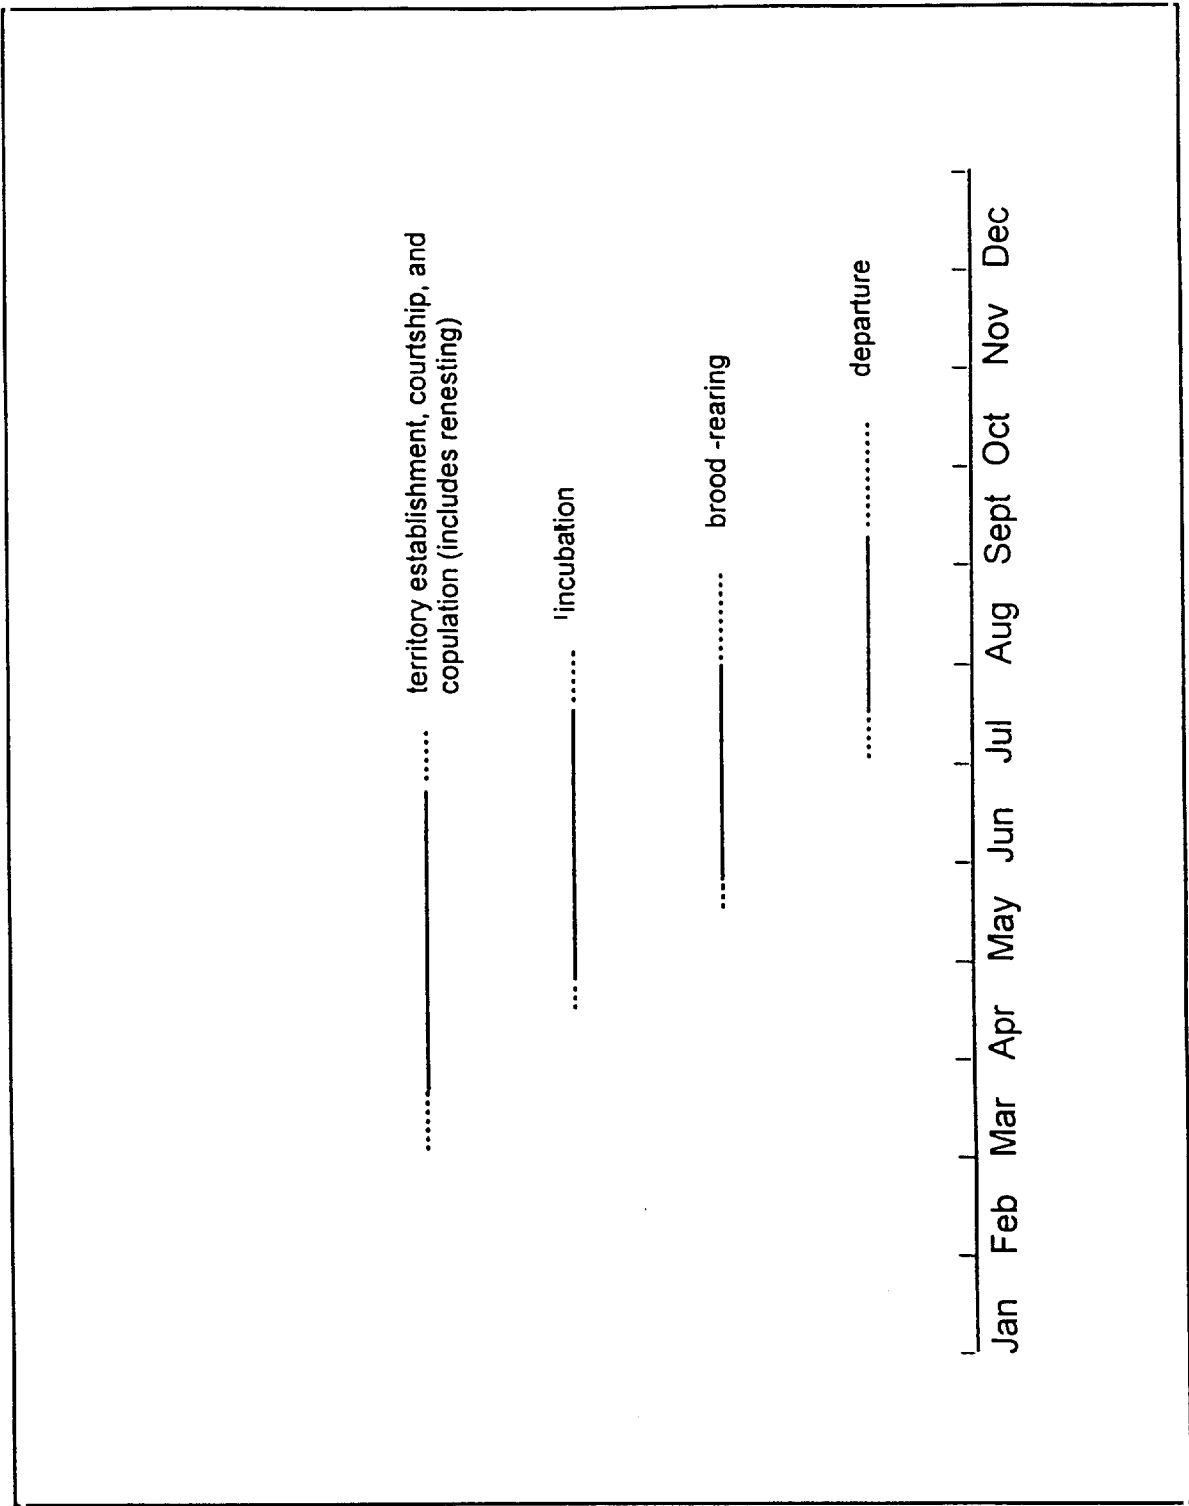 territory establishment, courtship, and
copulation (includes renesting)
incubation
brood -rearing
departure
Jan Feb Mar Apr May Jun Jul Aug Sept Oct Nov Dec